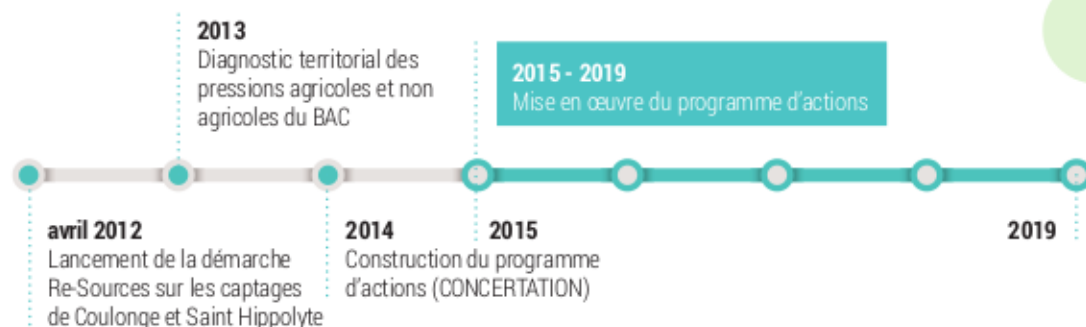 2013
Diagnostic territorial des
pressions agricoles et non
agricoles du BAC
2015 - 2019
Mise en œuvre du programme d'actions
avril 2012
Lancement de la démarche
Re-Sources sur les captages
de Coulonge et Saint Hippolyte
2014
2015
Construction du programme
d'actions (CONCERTATION)
2019